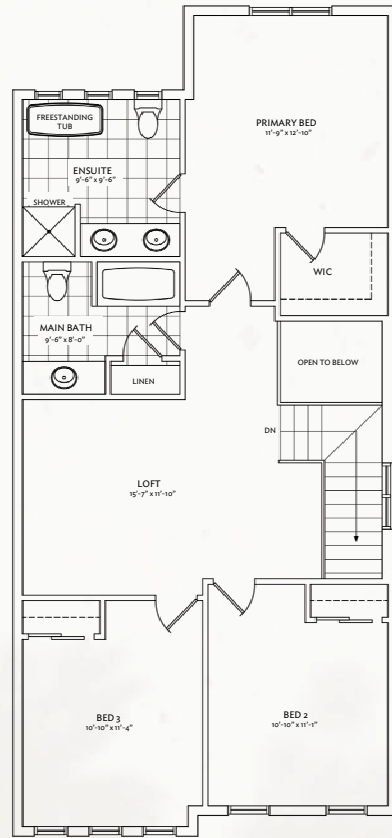 FREESTANDING
TUB
PRIMARY BED
11'-9" x 12'-10"
ENSUITE
9'-6" x 9'-6"
SHOWER
WIC
MAIN BATH
9'-6" x 8'-0"
LINEN
OPEN TO BELOW
DN
LOFT
15'-7" x 11'-10"
BED 3
10'-10" x 11'-4"
BED 2
10'-10" x 11'-1"